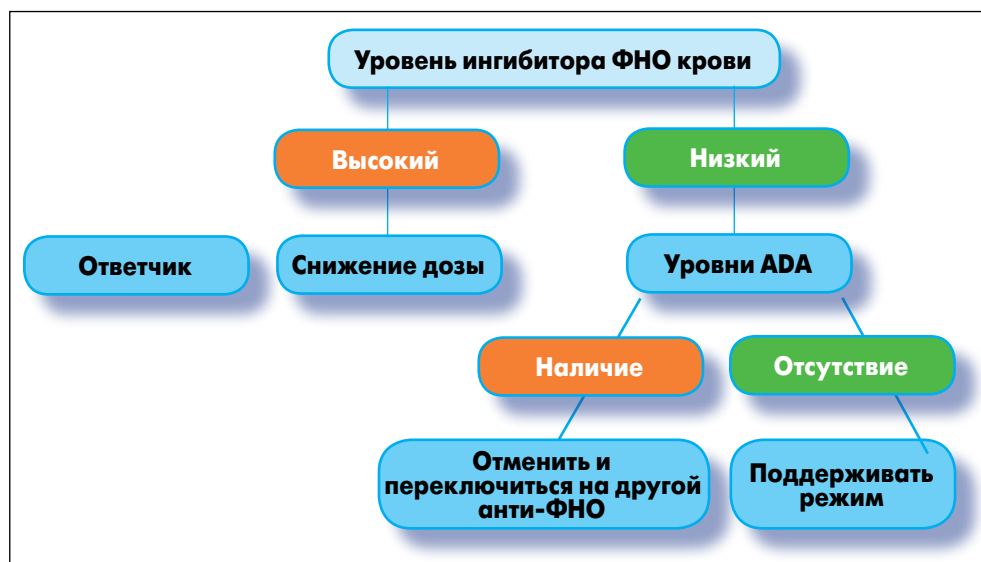 Уровень ингибитора ФНО крови
Высокий
Низкий
Ответчик
Снижение дозы
Уровни ADA
Наличие
Отсутствие
Отменить и
переключиться на другой
анти-ФНО
Поддерживать
режим